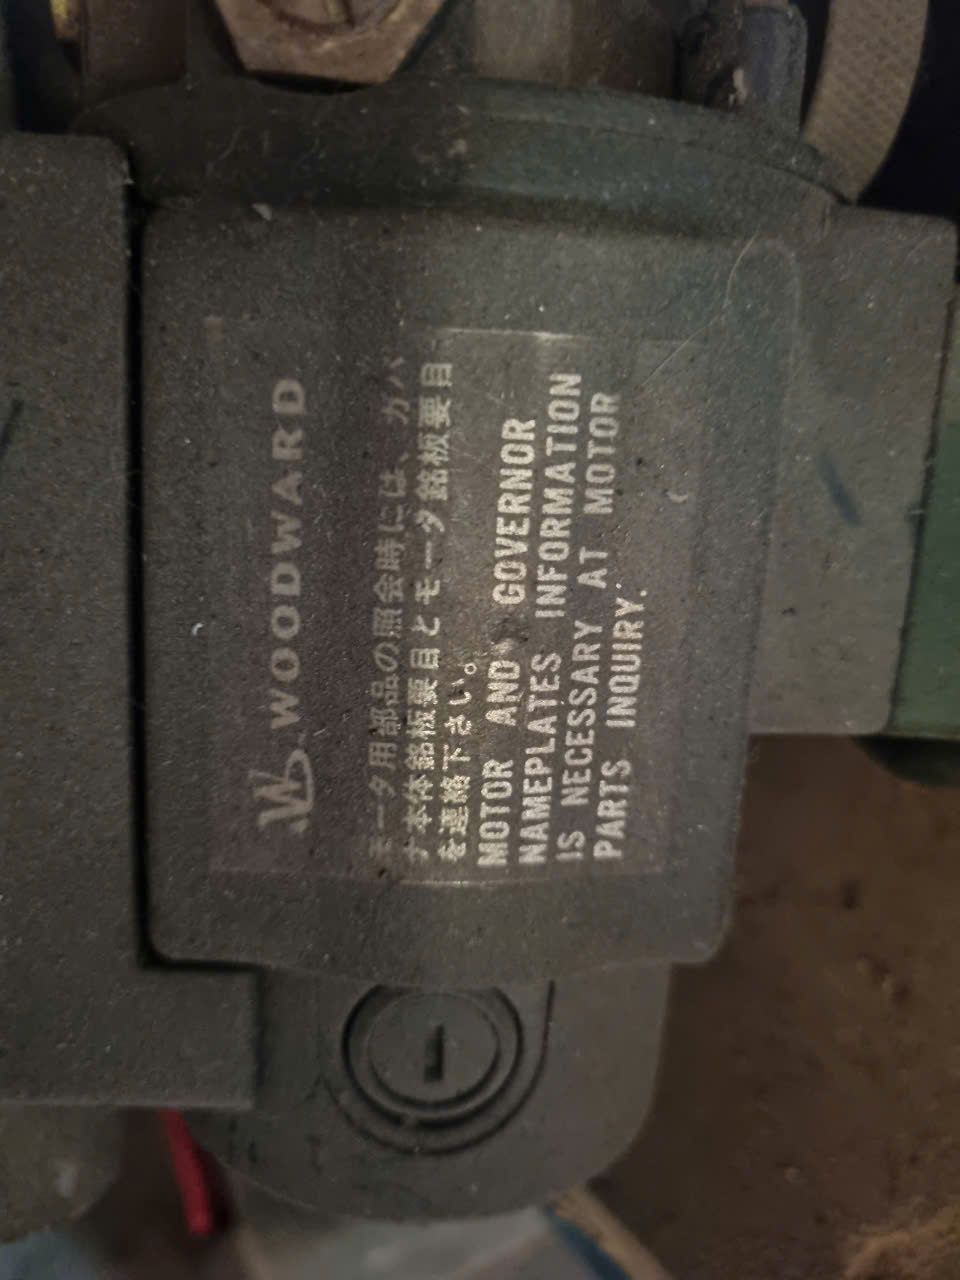 WOODWARD
モータ用部品の照会時には、ガバ
ナ本体銘板要目とモータ銘板要目
を連絡下さい。
MOTOR AND GOVERNOR
NAMEPLATES INFORMATION
IS NECESSARY AT MOTOR
PARTS INQUIRY.